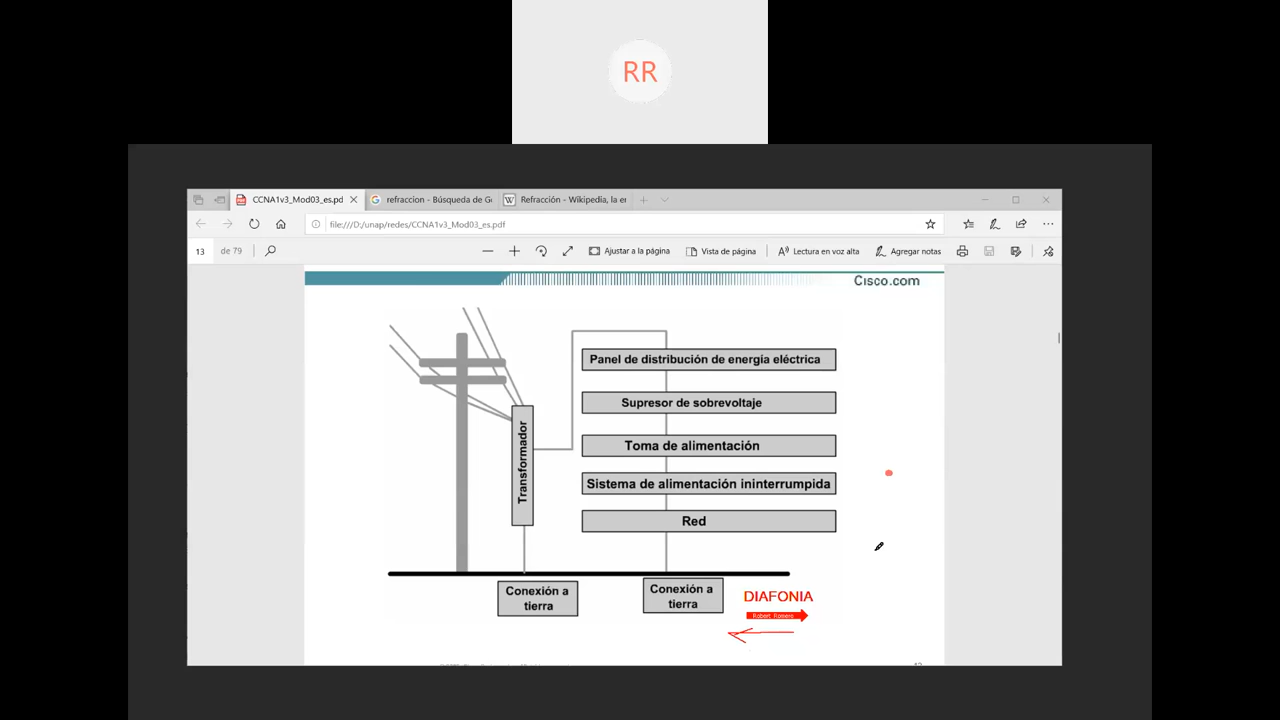 RR
CCNA1v3_Mod03_es.pd
refraccion - Búsqueda de G
Refracción - Wikipedia, la en
file:///D:/unap/redes/CCNA1v3_Mod03_es.pdf
13 de 79
Ajustar a la página
Vista de página
Lectura en voz alta
Agregar notas
Cisco.com
Panel de distribución de energía eléctrica
Supresor de sobrevoltaje
Transformador
Toma de alimentación
Sistema de alimentación ininterrumpida
Red
Conexión a
tierra
Conexión a
tierra
DIAFONIA
Robert Romero